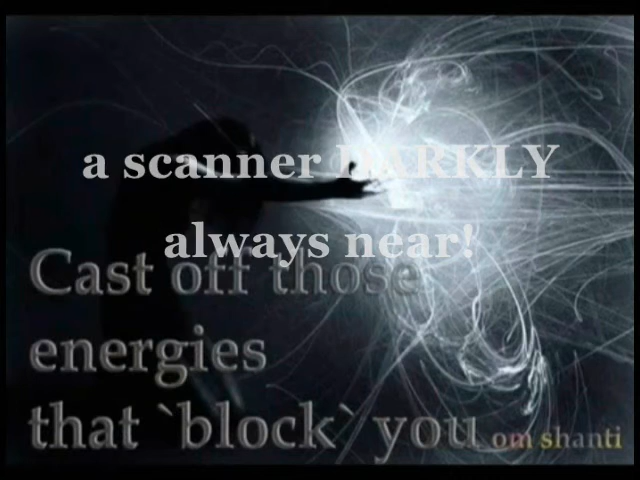 a scanner DARKLY
always near!
Cast off those
energies
that `block` you
om shanti